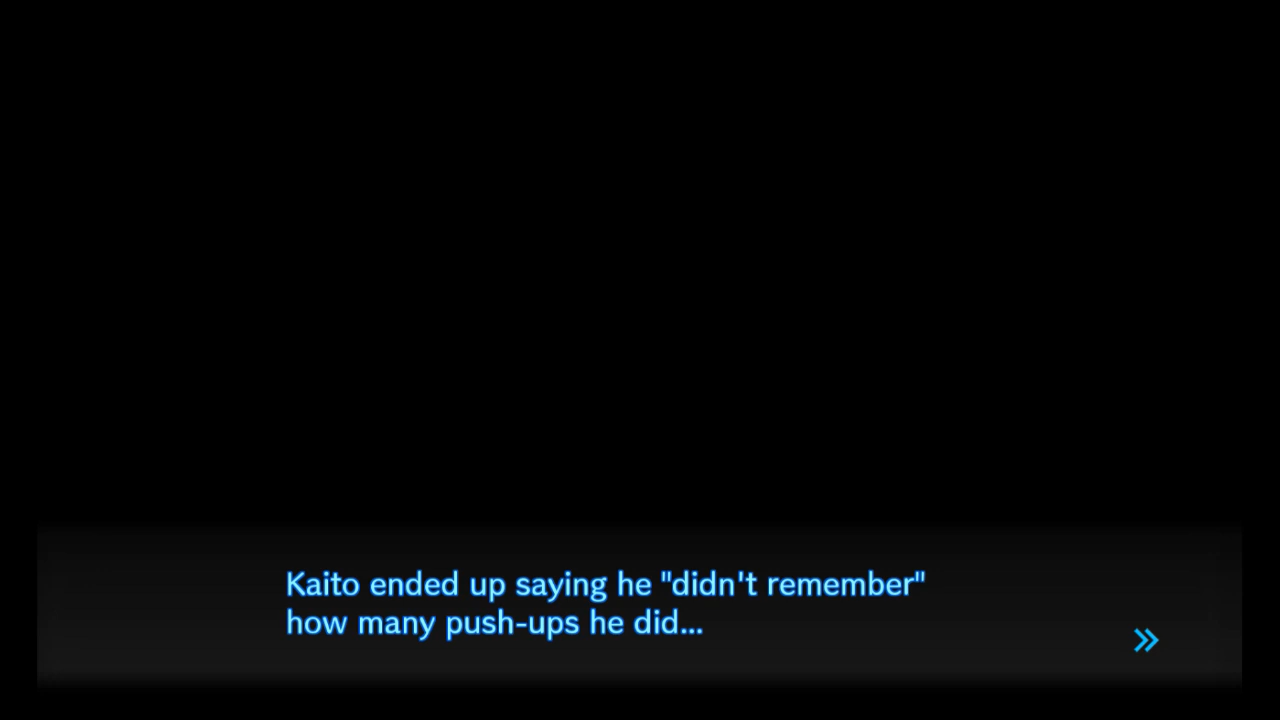 Kaito ended up saying he "didn't remember"
how many push-ups he did...